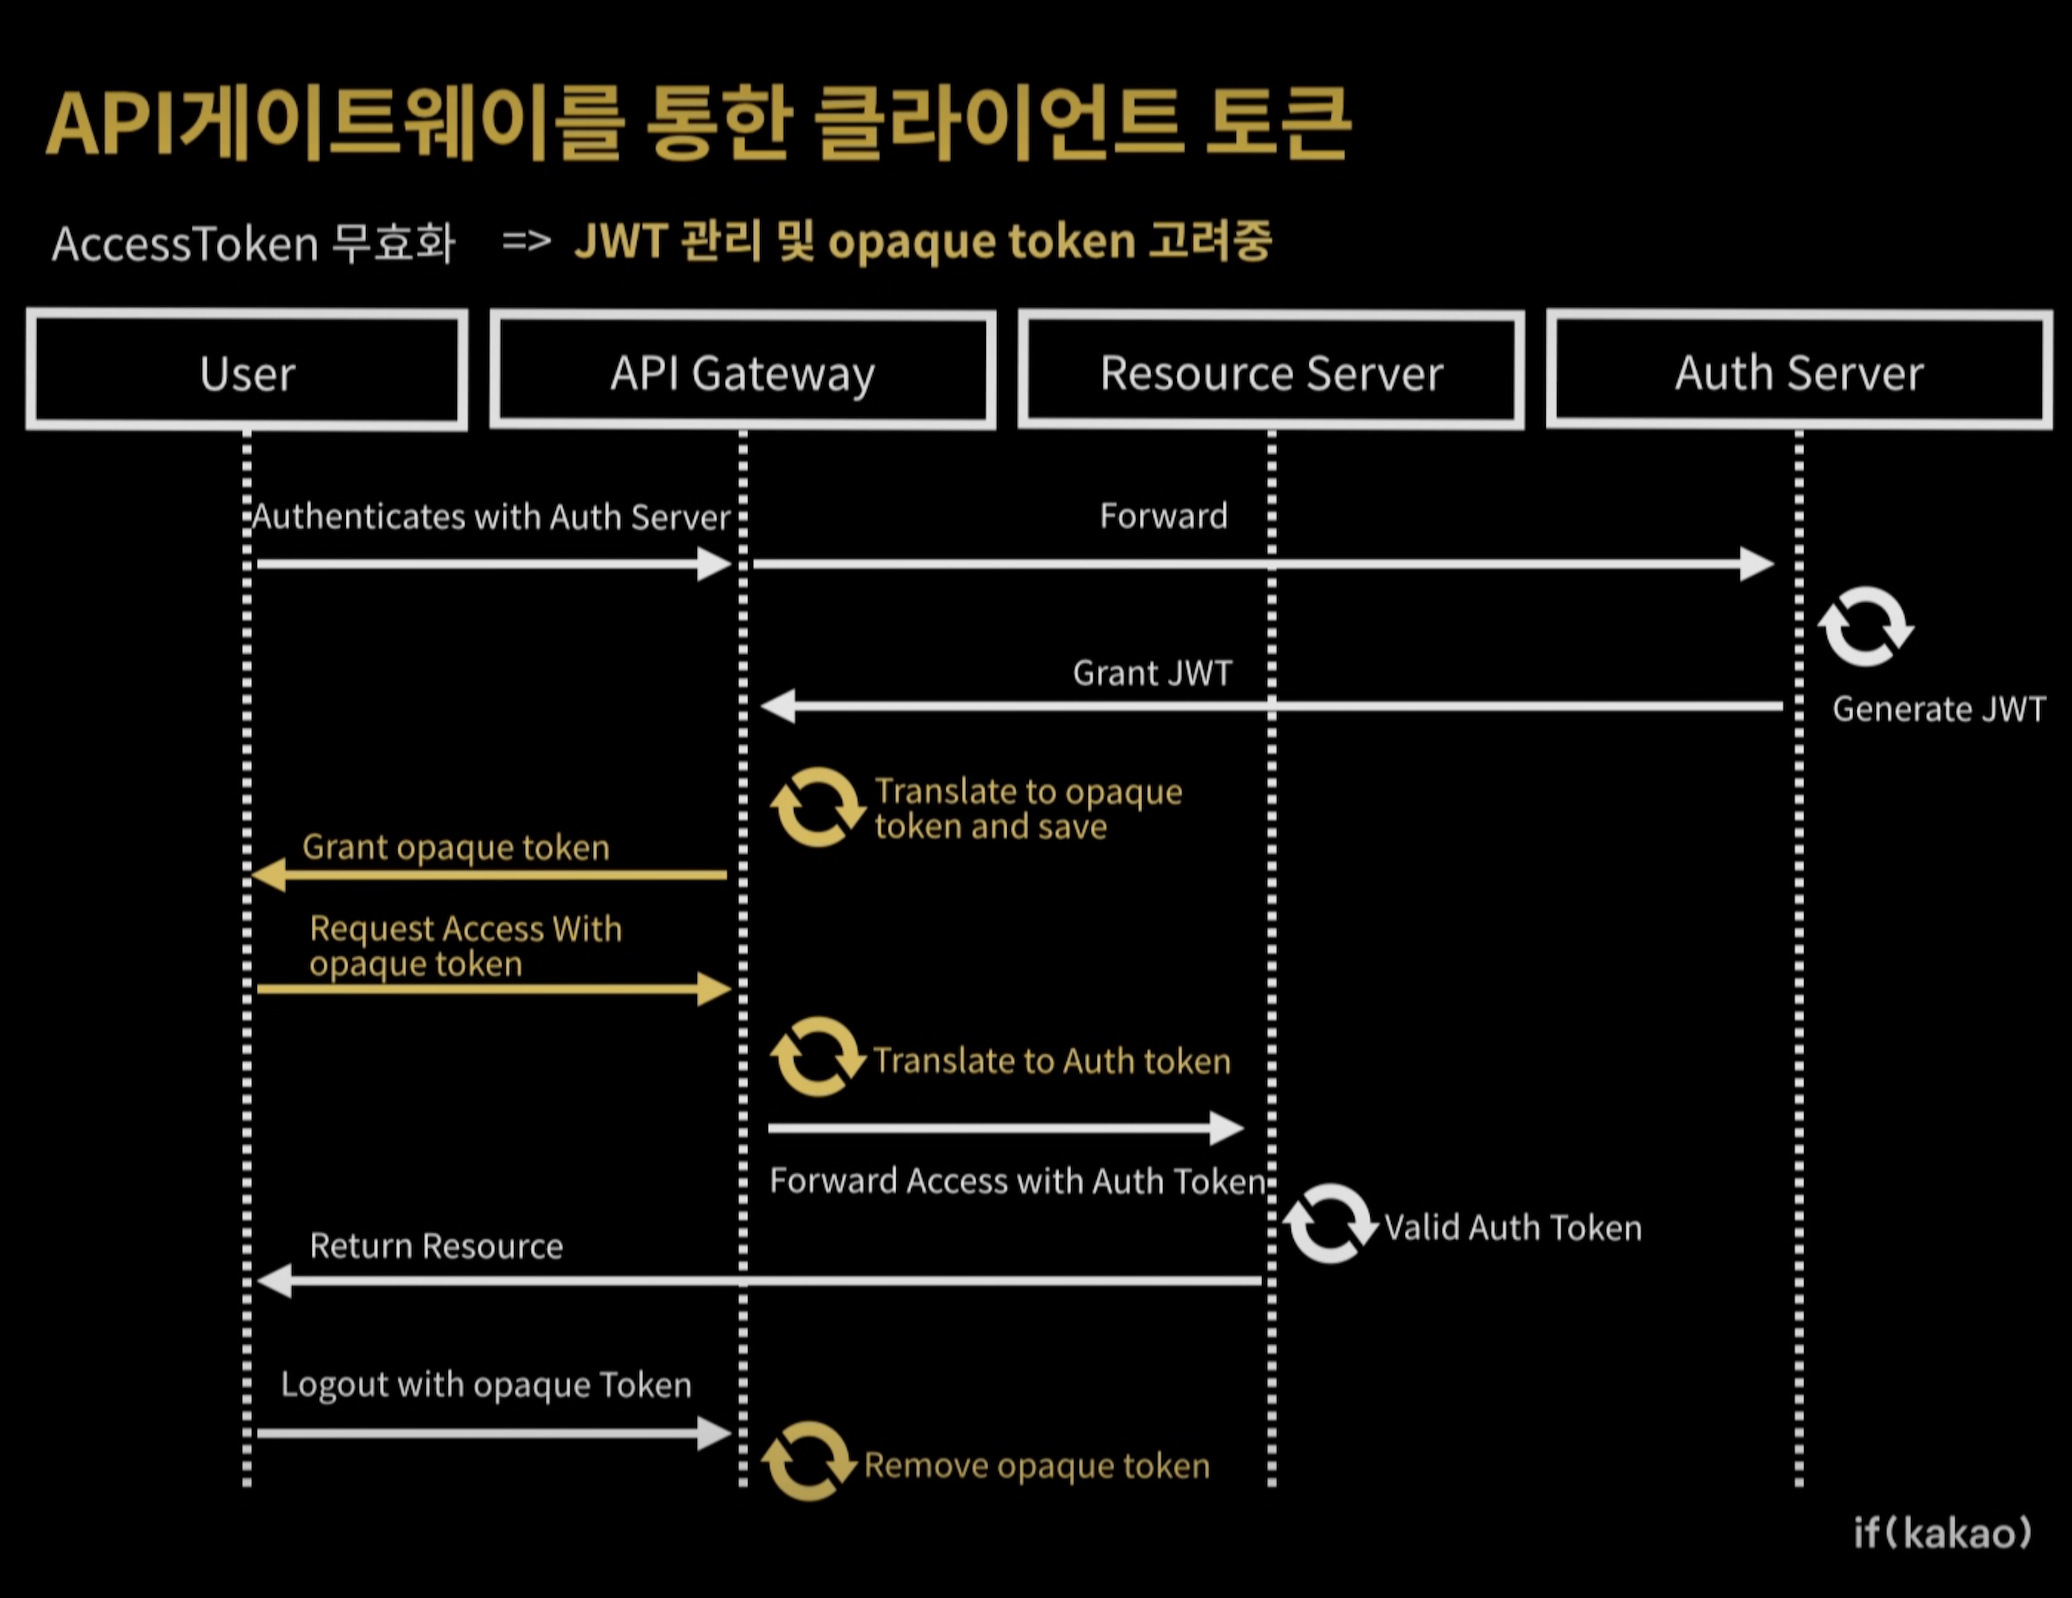 API게이트웨이를 통한 클라이언트 토큰
AccessToken 무효화 => JWT 관리 및 opaque token 고려중
User
API Gateway
Resource Server
Auth Server
Authenticates with Auth Server
Forward
Grant JWT
Generate JWT
Translate to opaque
token and save
Grant opaque token
Request Access With
opaque token
Translate to Auth token
Forward Access with Auth Token
Valid Auth Token
Return Resource
Logout with opaque Token
Remove opaque token
if(kakao)